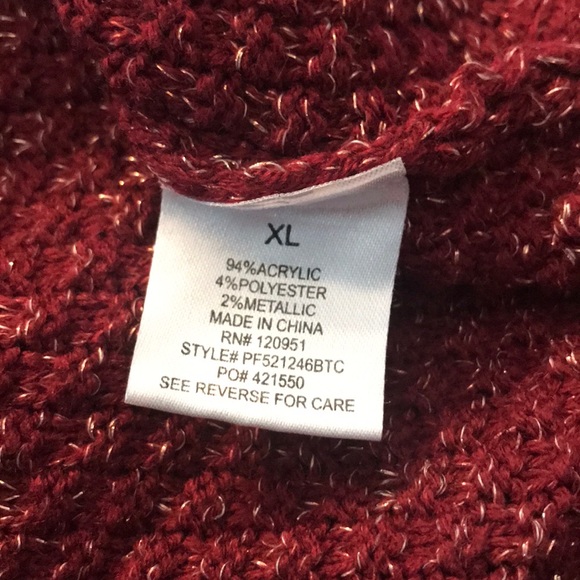 XL
94%ACRYLIC
4%POLYESTER
2%METALLIC
MADE IN CHINA
RN# 120951
STYLE# PF521246BTC
PO# 421550
SEE REVERSE FOR CARE